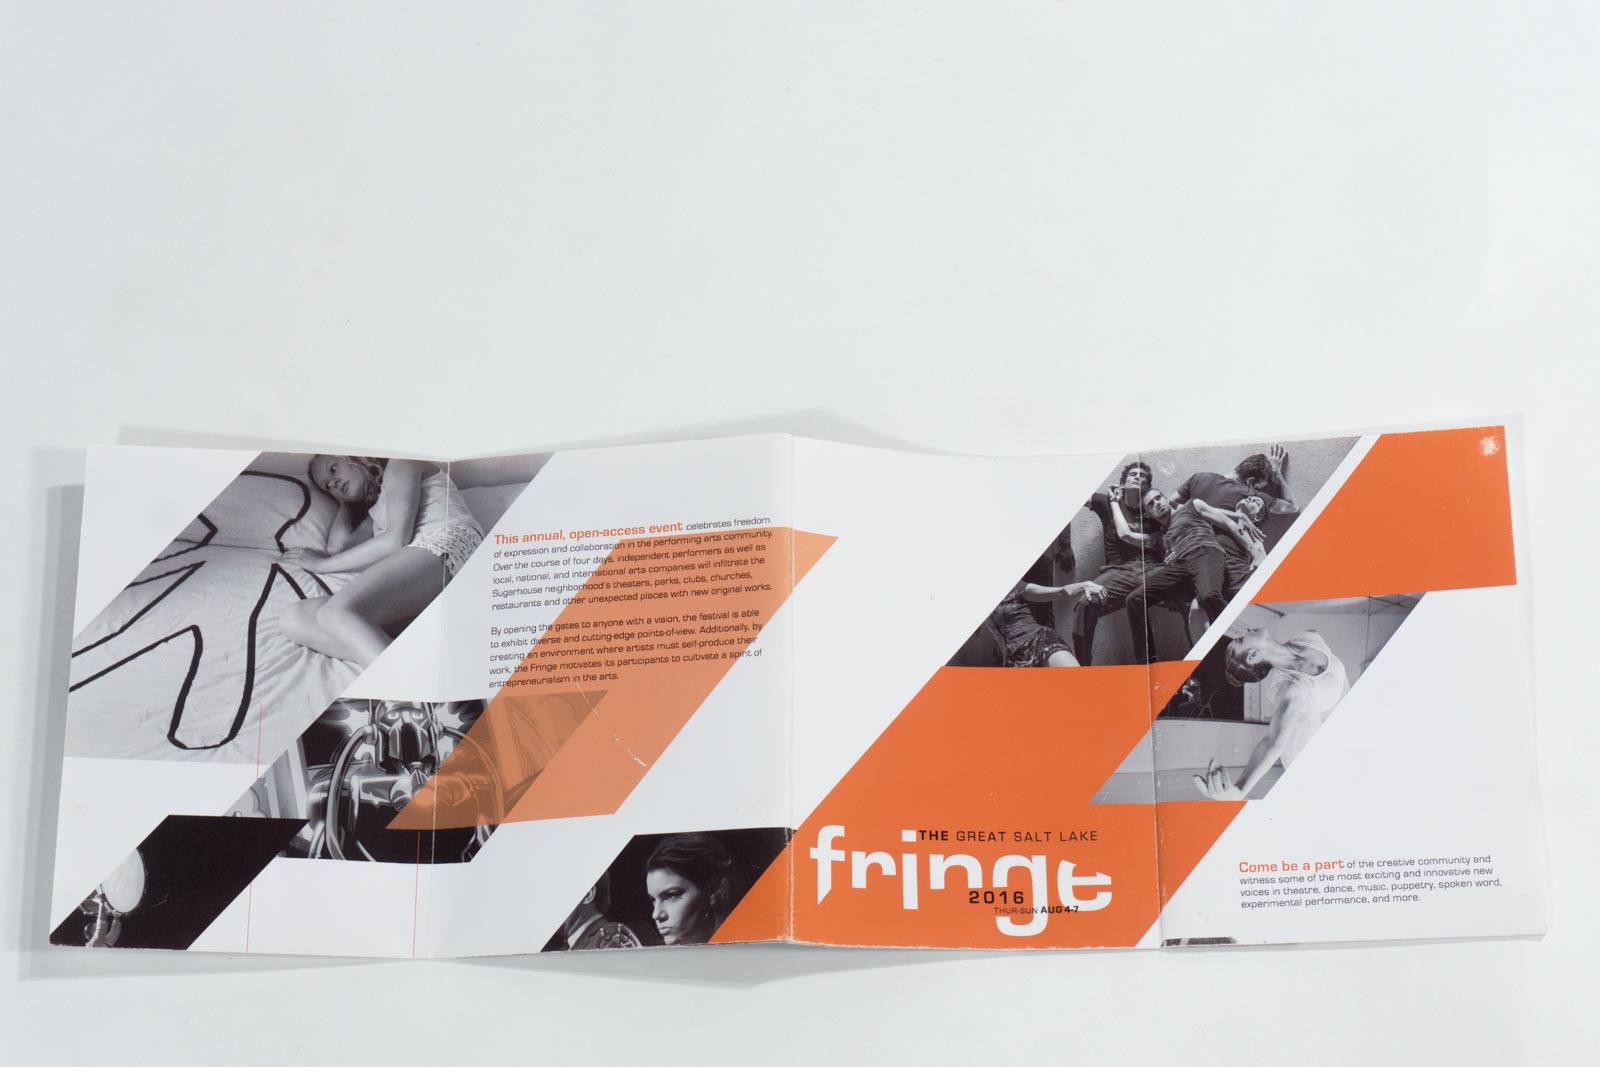 This annual, open-access event celebrates freedom
of expression and collaboration in the performing arts community.
Over the course of four days, independent performers as well as
local, national, and international arts companies will infiltrate the
Sugarhouse neighborhood's theaters, parks, clubs, churches,
restaurants and other unexpected places with new original works.
By opening the gates to anyone with a vision, the festival is able
to exhibit diverse and cutting-edge points-of-view. Additionally, by
creating an environment where artists must self-produce their
work, the Fringe motivates its participants to cultivate a spirit of
entrepreneurialism in the arts.
THE GREAT SALT LAKE
fringe
2016
THUR-SUN AUG 4-7
Come be a part of the creative community and
witness some of the most exciting and innovative new
voices in theatre, dance, music, puppetry, spoken word,
experimental performance, and more.